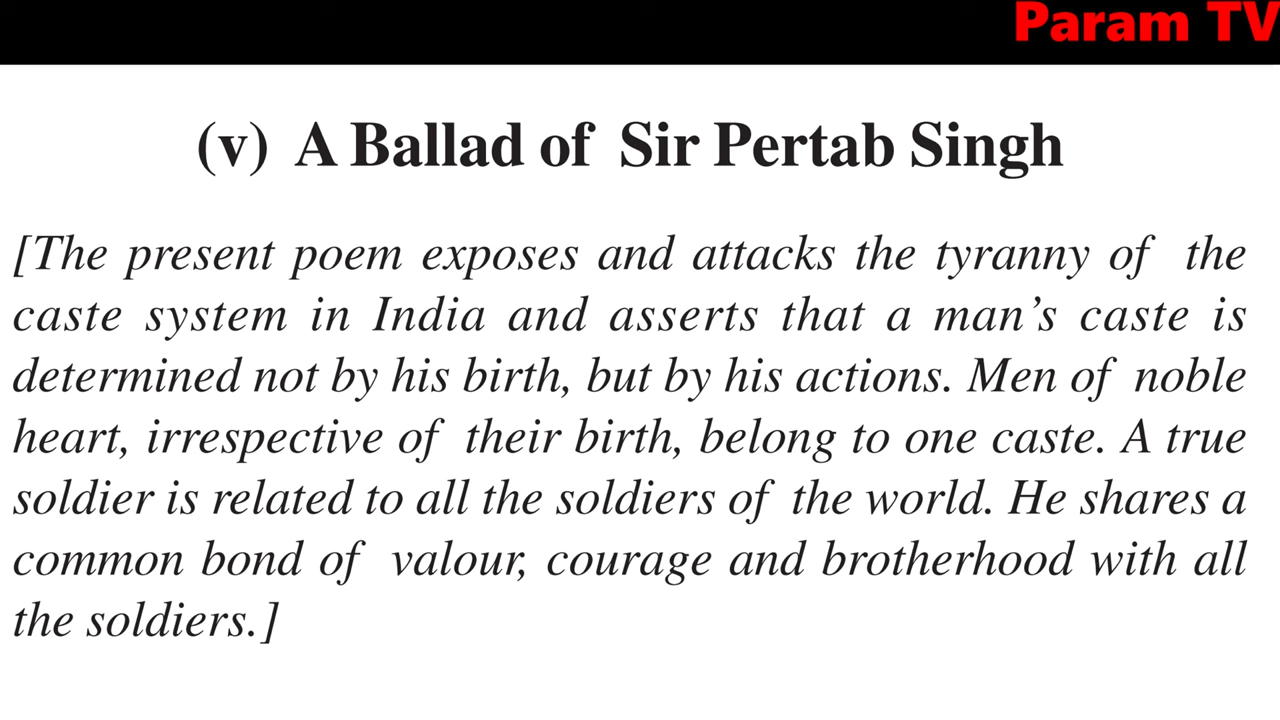 Param TV
(v) A Ballad of Sir Pertab Singh
[The present poem exposes and attacks the tyranny of the
caste system in India and asserts that a man’s caste is
determined not by his birth, but by his actions. Men of noble
heart, irrespective of their birth, belong to one caste. A true
soldier is related to all the soldiers of the world. He shares a
common bond of valour, courage and brotherhood with all
the soldiers.]